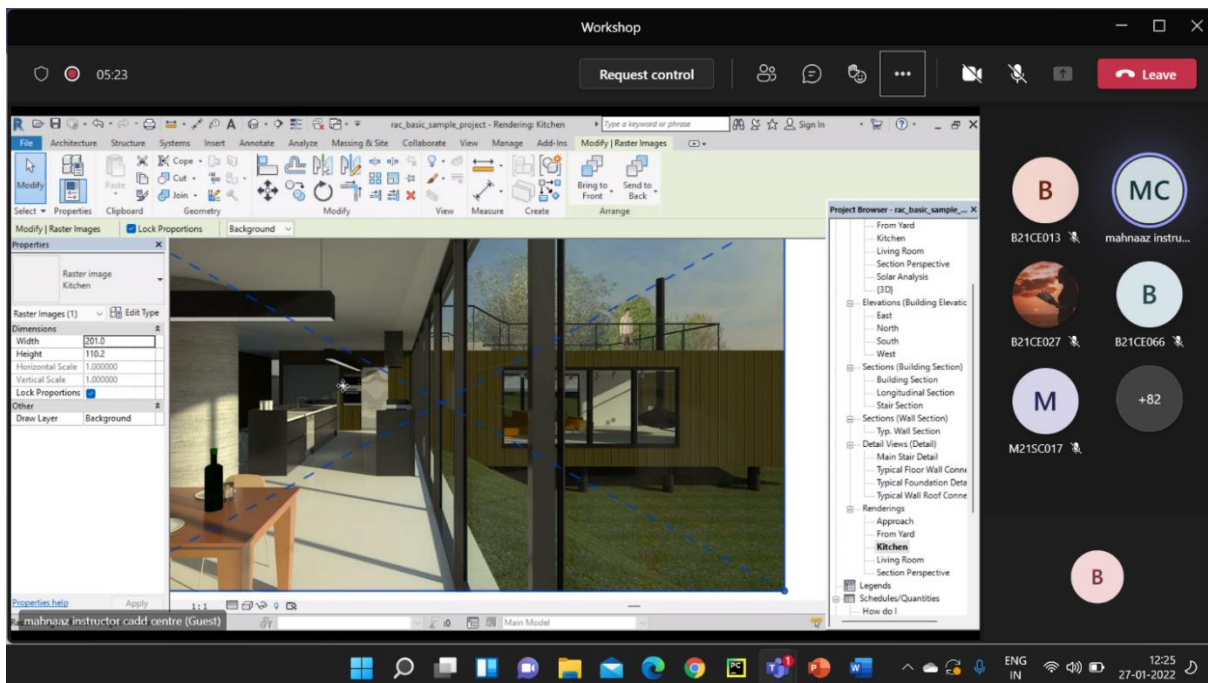 Workshop
05:23
Request control
Leave
rac_basic_sample_project - Rendering: Kitchen
Type a keyword or phrase
Sign In
File Architecture Structure Systems Insert Annotate Analyze Massing & Site Collaborate View Manage Add-Ins Modify | Raster Images
Modify
Properties
Paste
Cope
Cut
Join
Bring to Front
Send to Back
Select Properties Clipboard Geometry Modify View Measure Create Arrange
Modify | Raster Images Lock Proportions Background
Properties
Raster image
Kitchen
Raster Images (1) Edit Type
Dimensions
Width 201.0
Height 110.2
Horizontal Scale 1.000000
Vertical Scale 1.000000
Lock Proportions
Other
Draw Layer Background
Properties help Apply
1:1
mahnaaz instructor cadd centre (Guest)
:0 Main Model
Project Browser - rac_basic_sample_...
From Yard
Kitchen
Living Room
Section Perspective
Solar Analysis
{3D}
Elevations (Building Elevatic
East
North
South
West
Sections (Building Section)
Building Section
Longitudinal Section
Stair Section
Sections (Wall Section)
Typ. Wall Section
Detail Views (Detail)
Main Stair Detail
Typical Floor Wall Conne
Typical Foundation Deta
Typical Wall Roof Conne
Renderings
Approach
From Yard
Kitchen
Living Room
Section Perspective
Legends
Schedules/Quantities
How do I
B MC
B21CE013 mahnaaz instru...
B
B21CE027 B21CE066
M +82
M21SC017
B
PC
ENG
IN
12:25
27-01-2022